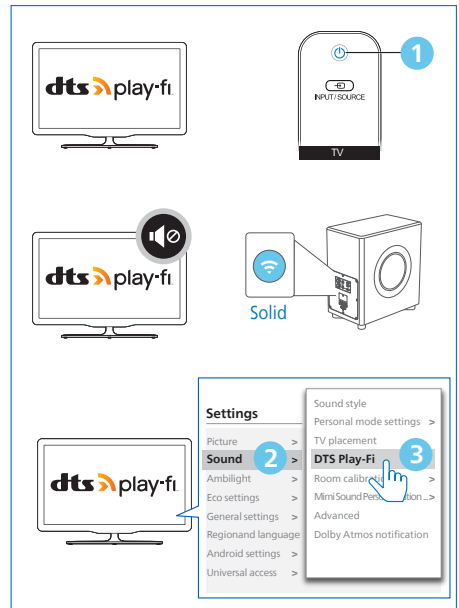 dts play-fi
1
INPUT/SOURCE
TV
dts play-fi
Solid
dts play-fi
Settings
Picture >
Sound 2 >
Ambilight >
Eco settings >
General settings >
Regionand language
Android settings >
Universal access >
Sound style
Personal mode settings >
TV placement
DTS Play-Fi 3
Room >
Mimi Sound >
Advanced
Dolby Atmos notification